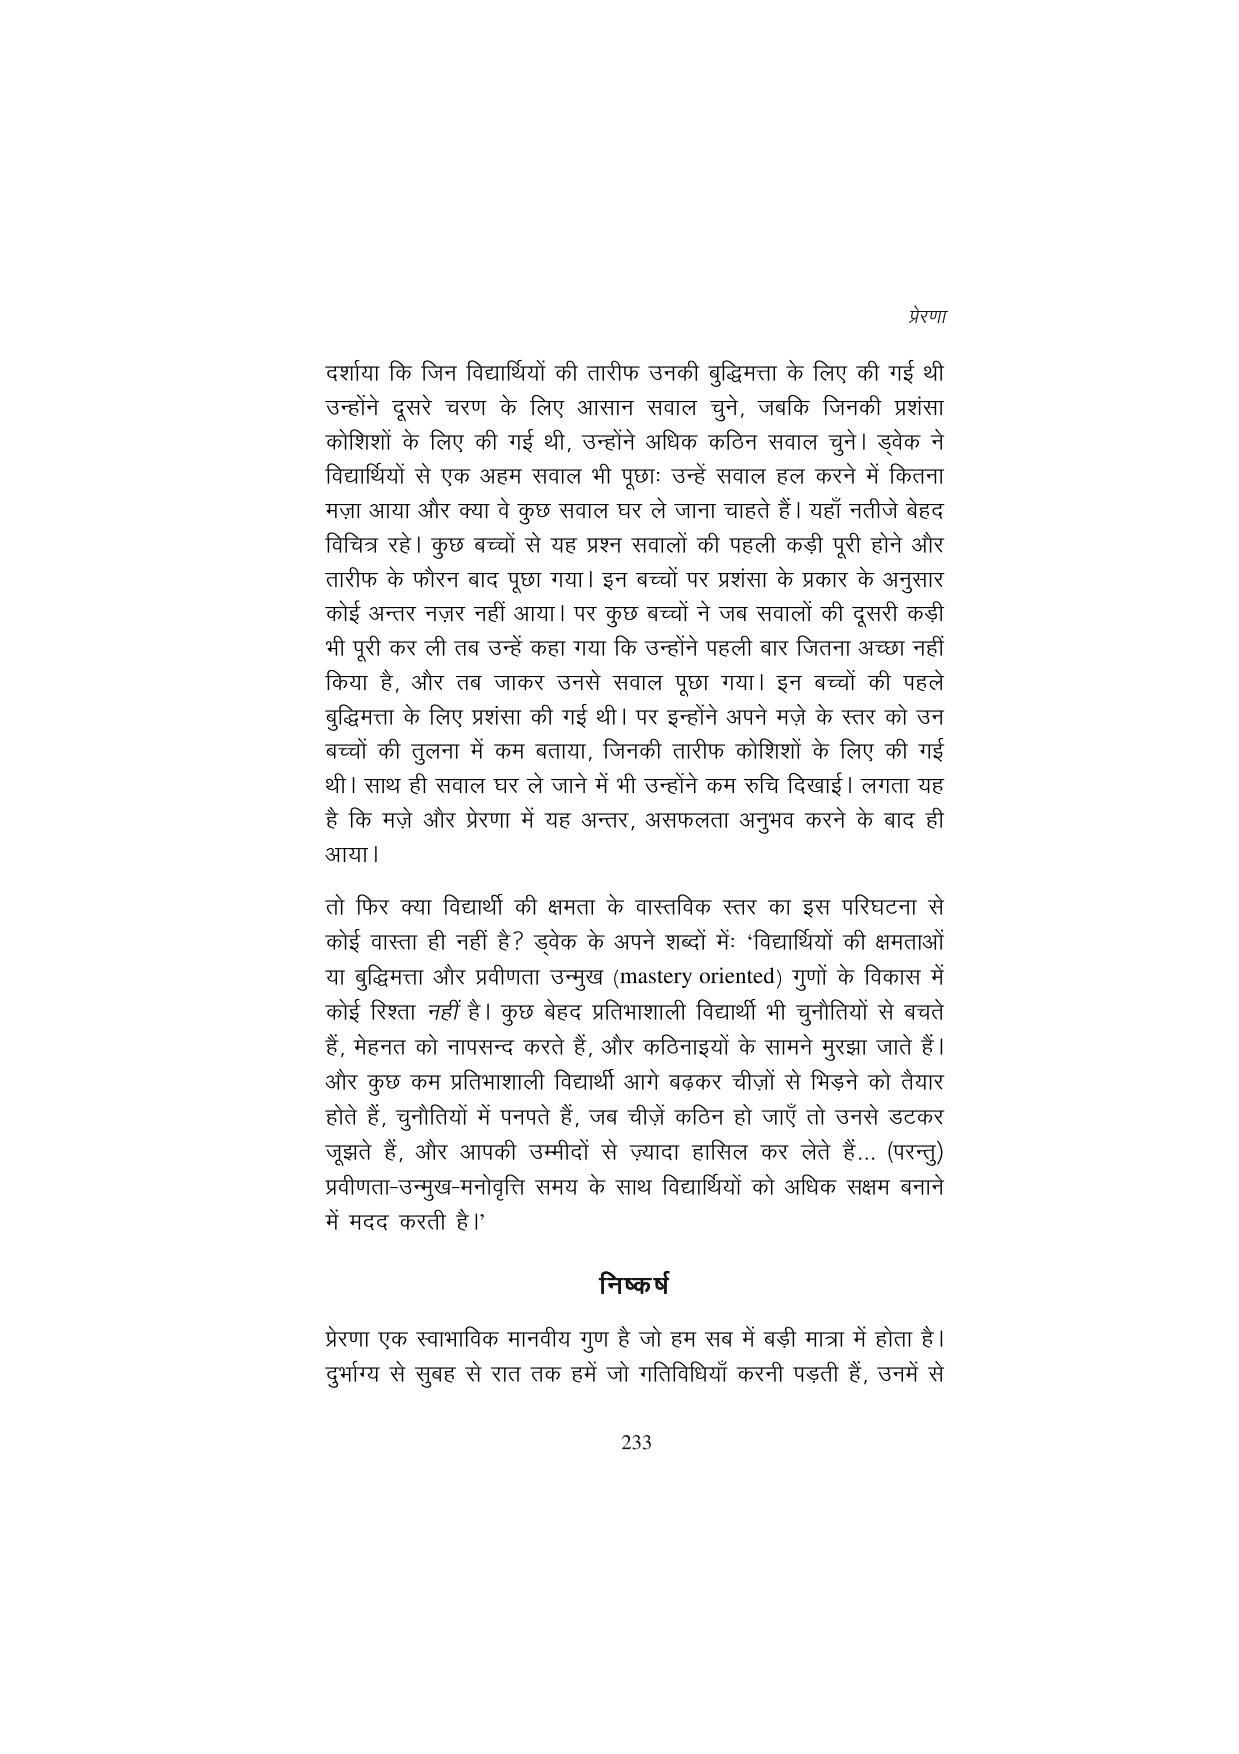 प्रेरणा
दर्शाया कि जिन विद्यार्थियों की तारीफ उनकी बुद्धिमत्ता के लिए की गई थी
उन्होंने दूसरे चरण के लिए आसान सवाल चुने, जबकि जिनकी प्रशंसा
कोशिशों के लिए की गई थी, उन्होंने अधिक कठिन सवाल चुने। ड्वेक ने
विद्यार्थियों से एक अहम सवाल भी पूछाः उन्हें सवाल हल करने में कितना
मज़ा आया और क्या वे कुछ सवाल घर ले जाना चाहते हैं। यहाँ नतीजे बेहद
विचित्र रहे। कुछ बच्चों से यह प्रश्न सवालों की पहली कड़ी पूरी होने और
तारीफ के फौरन बाद पूछा गया। इन बच्चों पर प्रशंसा के प्रकार के अनुसार
कोई अन्तर नज़र नहीं आया। पर कुछ बच्चों ने जब सवालों की दूसरी कड़ी
भी पूरी कर ली तब उन्हें कहा गया कि उन्होंने पहली बार जितना अच्छा नहीं
किया है, और तब जाकर उनसे सवाल पूछा गया। इन बच्चों की पहले
बुद्धिमत्ता के लिए प्रशंसा की गई थी। पर इन्होंने अपने मज़े के स्तर को उन
बच्चों की तुलना में कम बताया, जिनकी तारीफ कोशिशों के लिए की गई
थी। साथ ही सवाल घर ले जाने में भी उन्होंने कम रुचि दिखाई। लगता यह
है कि मज़े और प्रेरणा में यह अन्तर, असफलता अनुभव करने के बाद ही
आया।
तो फिर क्या विद्यार्थी की क्षमता के वास्तविक स्तर का इस परिघटना से
कोई वास्ता ही नहीं है? ड्वेक के अपने शब्दों मेंः ‘विद्यार्थियों की क्षमताओं
या बुद्धिमत्ता और प्रवीणता उन्मुख (mastery oriented) गुणों के विकास में
कोई रिश्ता नहीं है। कुछ बेहद प्रतिभाशाली विद्यार्थी भी चुनौतियों से बचते
हैं, मेहनत को नापसन्द करते हैं, और कठिनाइयों के सामने मुरझा जाते हैं।
और कुछ कम प्रतिभाशाली विद्यार्थी आगे बढ़कर चीज़ों से भिड़ने को तैयार
होते हैं, चुनौतियों में पनपते हैं, जब चीज़ें कठिन हो जाएँ तो उनसे डटकर
जूझते हैं, और आपकी उम्मीदों से ज़्यादा हासिल कर लेते हैं... (परन्तु)
प्रवीणता-उन्मुख-मनोवृत्ति समय के साथ विद्यार्थियों को अधिक सक्षम बनाने
में मदद करती है।’
निष्कर्ष
प्रेरणा एक स्वाभाविक मानवीय गुण है जो हम सब में बड़ी मात्रा में होता है।
दुर्भाग्य से सुबह से रात तक हमें जो गतिविधियाँ करनी पड़ती हैं, उनमें से
233